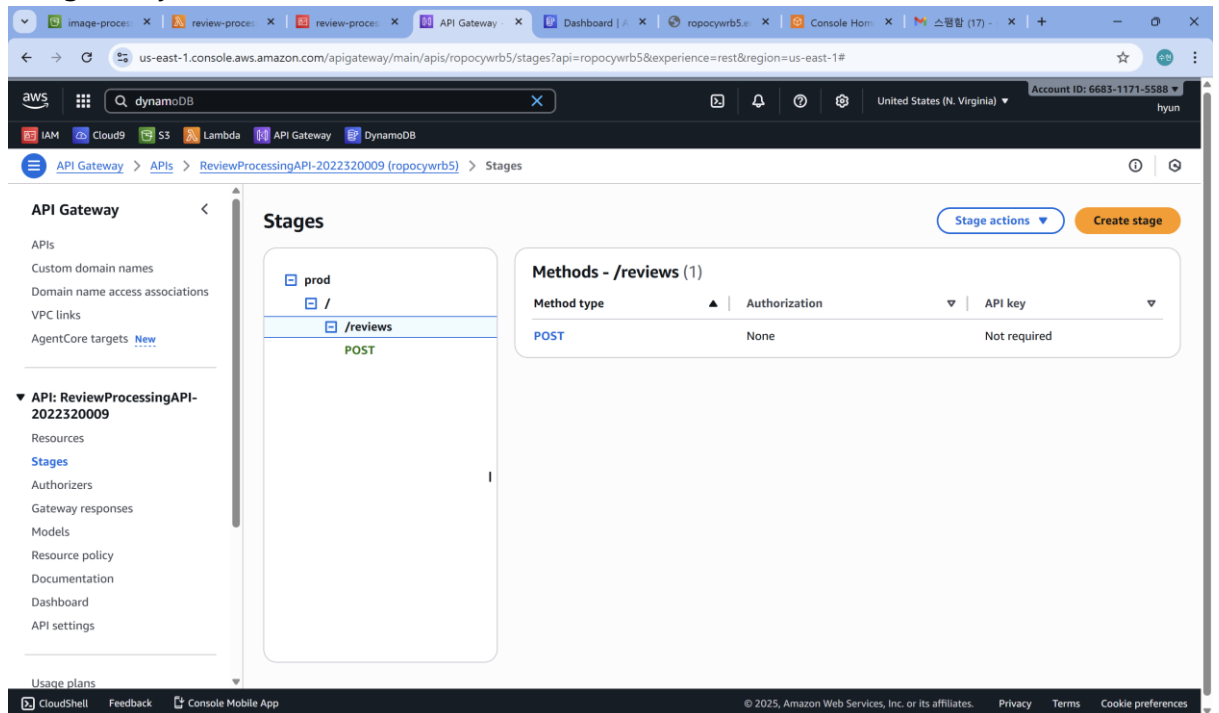 image-proces
review-proces
review-proces
API Gateway
Dashboard | A
ropocywrb5.e
Console Hom
스팸함 (17) -
us-east-1.console.aws.amazon.com/apigateway/main/apis/ropocywrb5/stages?api=ropocywrb5&experience=rest&region=us-east-1#
수현
aws
dynamoDB
United States (N. Virginia) ▼
Account ID: 6683-1171-5588 ▼
hyun
IAM Cloud9 S3 Lambda API Gateway DynamoDB
API Gateway > APIs > ReviewProcessingAPI-2022320009 (ropocywrb5) > Stages
API Gateway
APIs
Custom domain names
Domain name access associations
VPC links
AgentCore targets New
▼ API: ReviewProcessingAPI-
2022320009
Resources
Stages
Authorizers
Gateway responses
Models
Resource policy
Documentation
Dashboard
API settings
Usage plans
Stages
Stage actions ▼
Create stage
prod
/
/reviews
POST
Methods - /reviews (1)
Method type Authorization API key
POST None Not required
CloudShell Feedback Console Mobile App
© 2025, Amazon Web Services, Inc. or its affiliates. Privacy Terms Cookie preferences